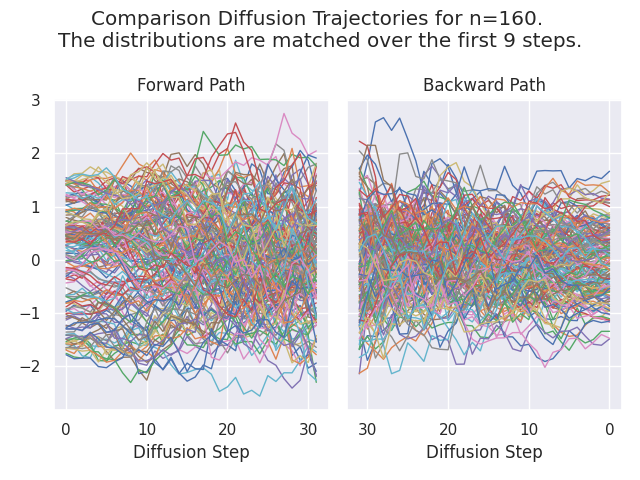 Comparison Diffusion Trajectories for n=160.
The distributions are matched over the first 9 steps.
Forward Path
Backward Path
3
2
1
0
−1
−2
0 10 20 30
30 20 10 0
Diffusion Step
Diffusion Step